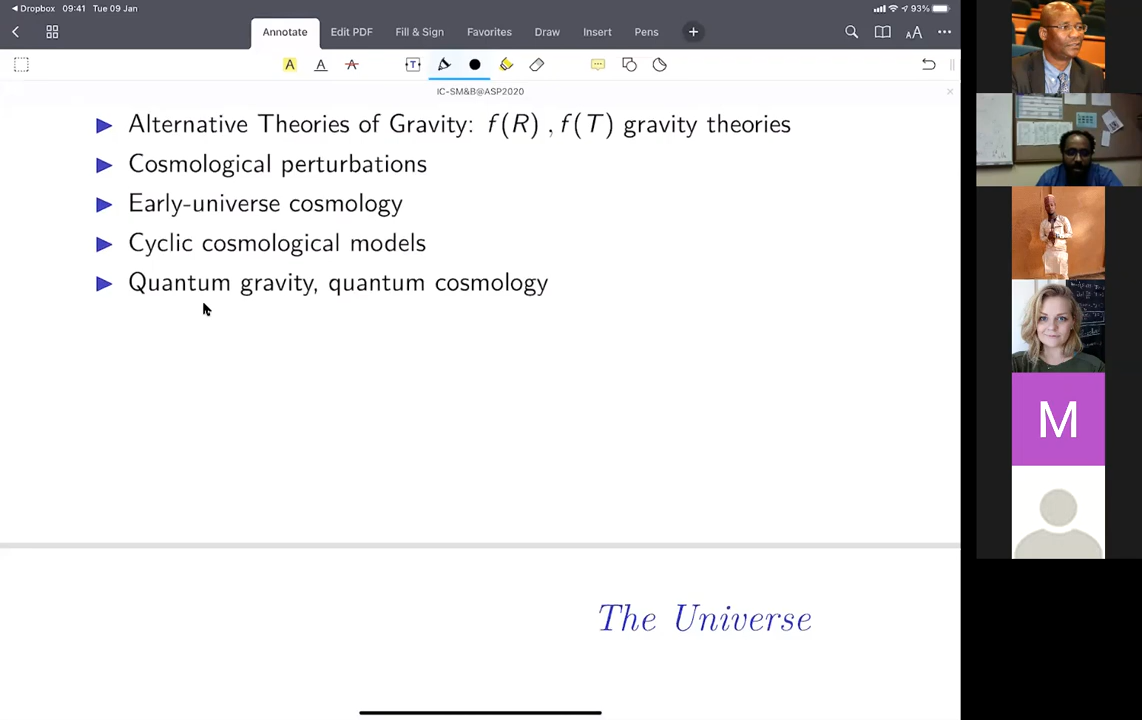 Dropbox 09:41 Tue 09 Jan 93%
Annotate Edit PDF Fill & Sign Favorites Draw Insert Pens
AA
A A A T
IC-SM&B@ASP2020
Alternative Theories of Gravity: f(R) , f(T) gravity theories
Cosmological perturbations
Early-universe cosmology
Cyclic cosmological models
Quantum gravity, quantum cosmology
The Universe
M